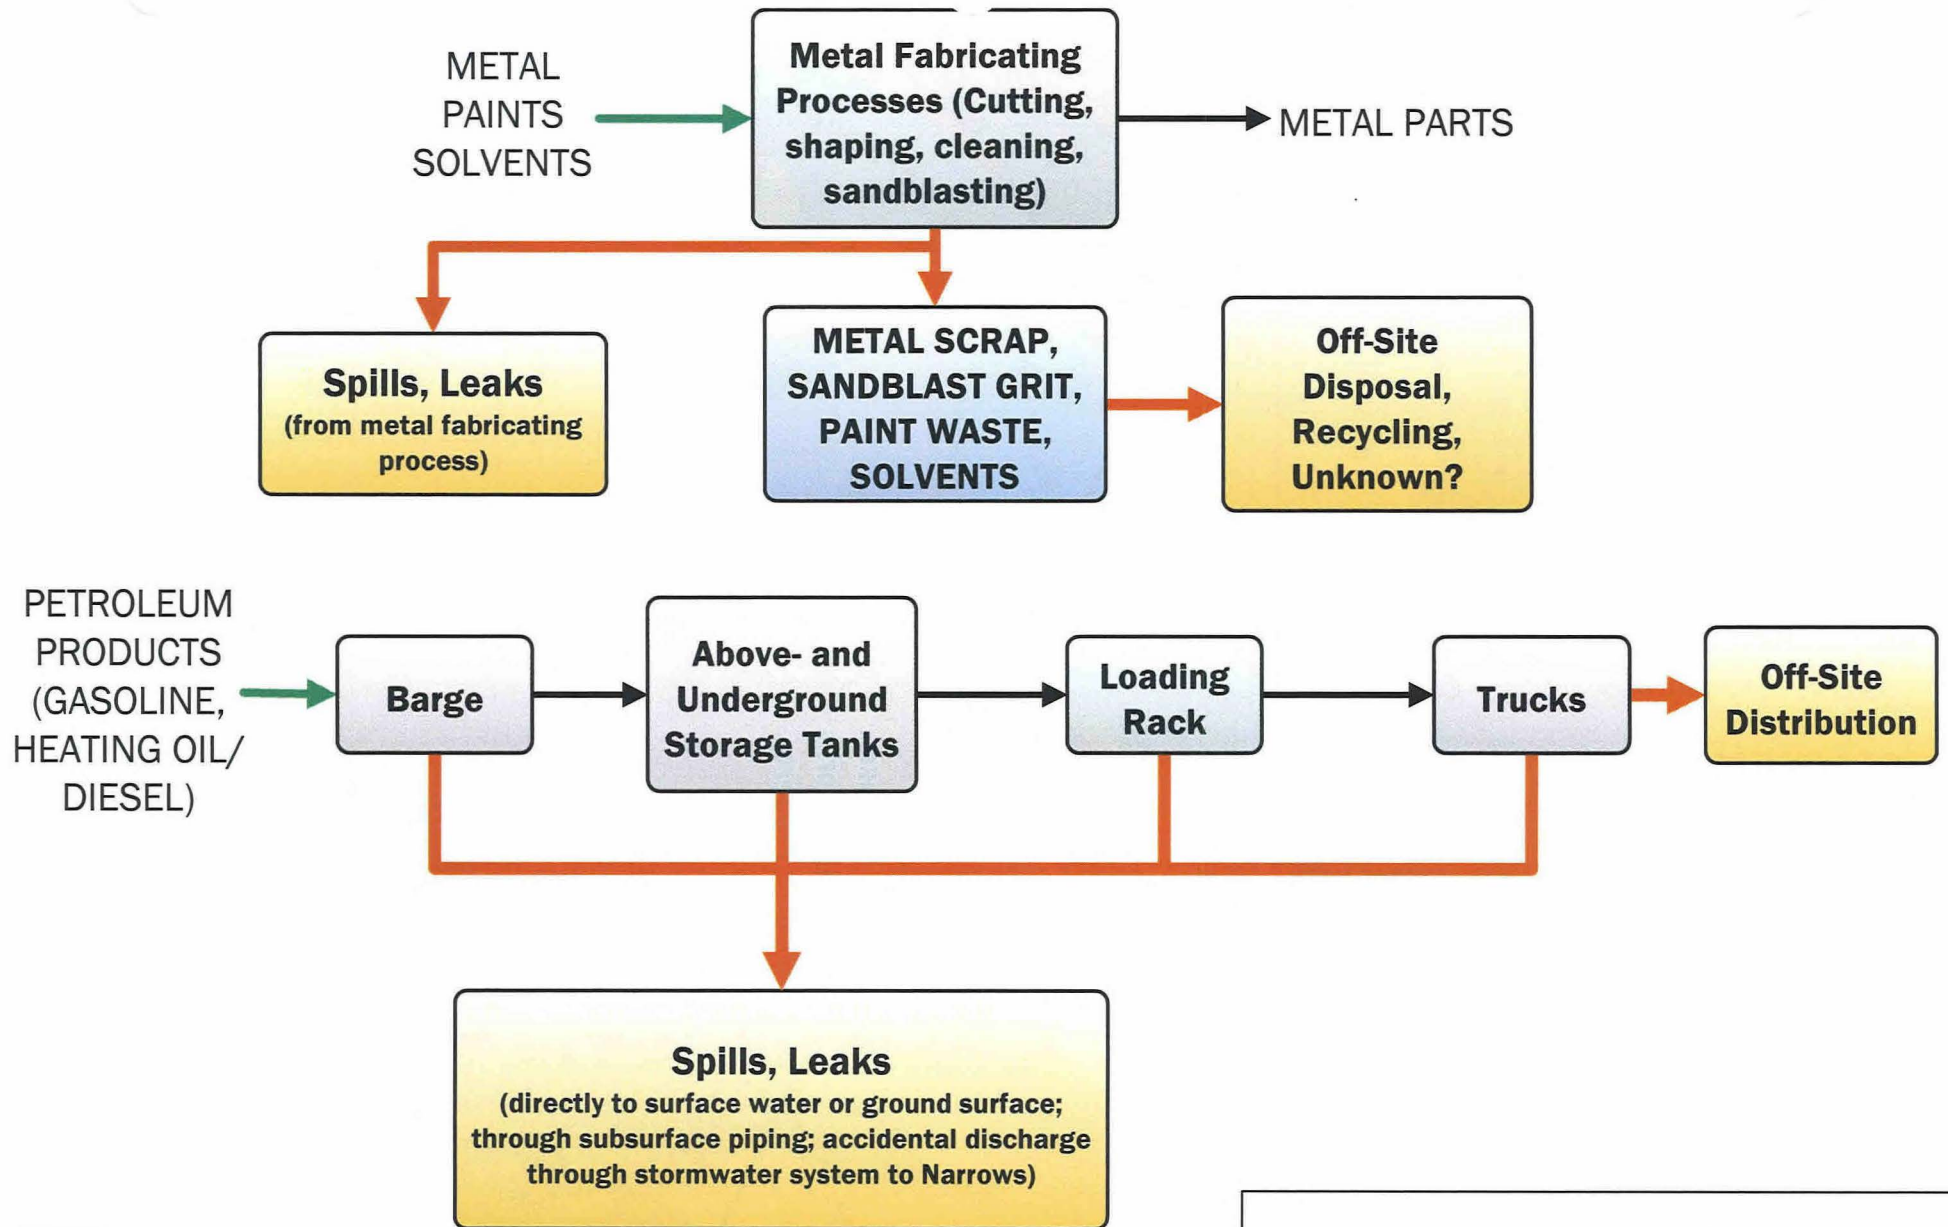 METAL
PAINTS
SOLVENTS
Metal Fabricating
Processes (Cutting,
shaping, cleaning,
sandblasting)
METAL PARTS
Spills, Leaks
(from metal fabricating
process)
METAL SCRAP,
SANDBLAST GRIT,
PAINT WASTE,
SOLVENTS
Off-Site
Disposal,
Recycling,
Unknown?
PETROLEUM
PRODUCTS
(GASOLINE,
HEATING OIL/
DIESEL)
Barge
Above- and
Underground
Storage Tanks
Loading
Rack
Trucks
Off-Site
Distribution
Spills, Leaks
(directly to surface water or ground surface;
through subsurface piping; accidental discharge
through stormwater system to Narrows)